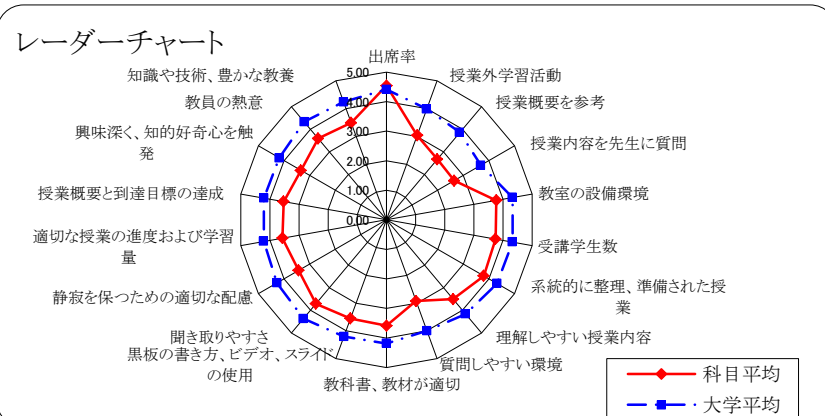 レーダーチャート
出席率
授業外学習活動
授業概要を参考
授業内容を先生に質問
教室の設備環境
受講学生数
系統的に整理、準備された授
業
理解しやすい授業内容
質問しやすい環境
教科書、教材が適切
黒板の書き方、ビデオ、スライド
の使用
聞き取りやすさ
静寂を保つための適切な配慮
適切な授業の進度および学習
量
授業概要と到達目標の達成
興味深く、知的好奇心を触
発
教員の熱意
知識や技術、豊かな教養
5.00
4.00
3.00
2.00
1.00
0.00
科目平均
大学平均